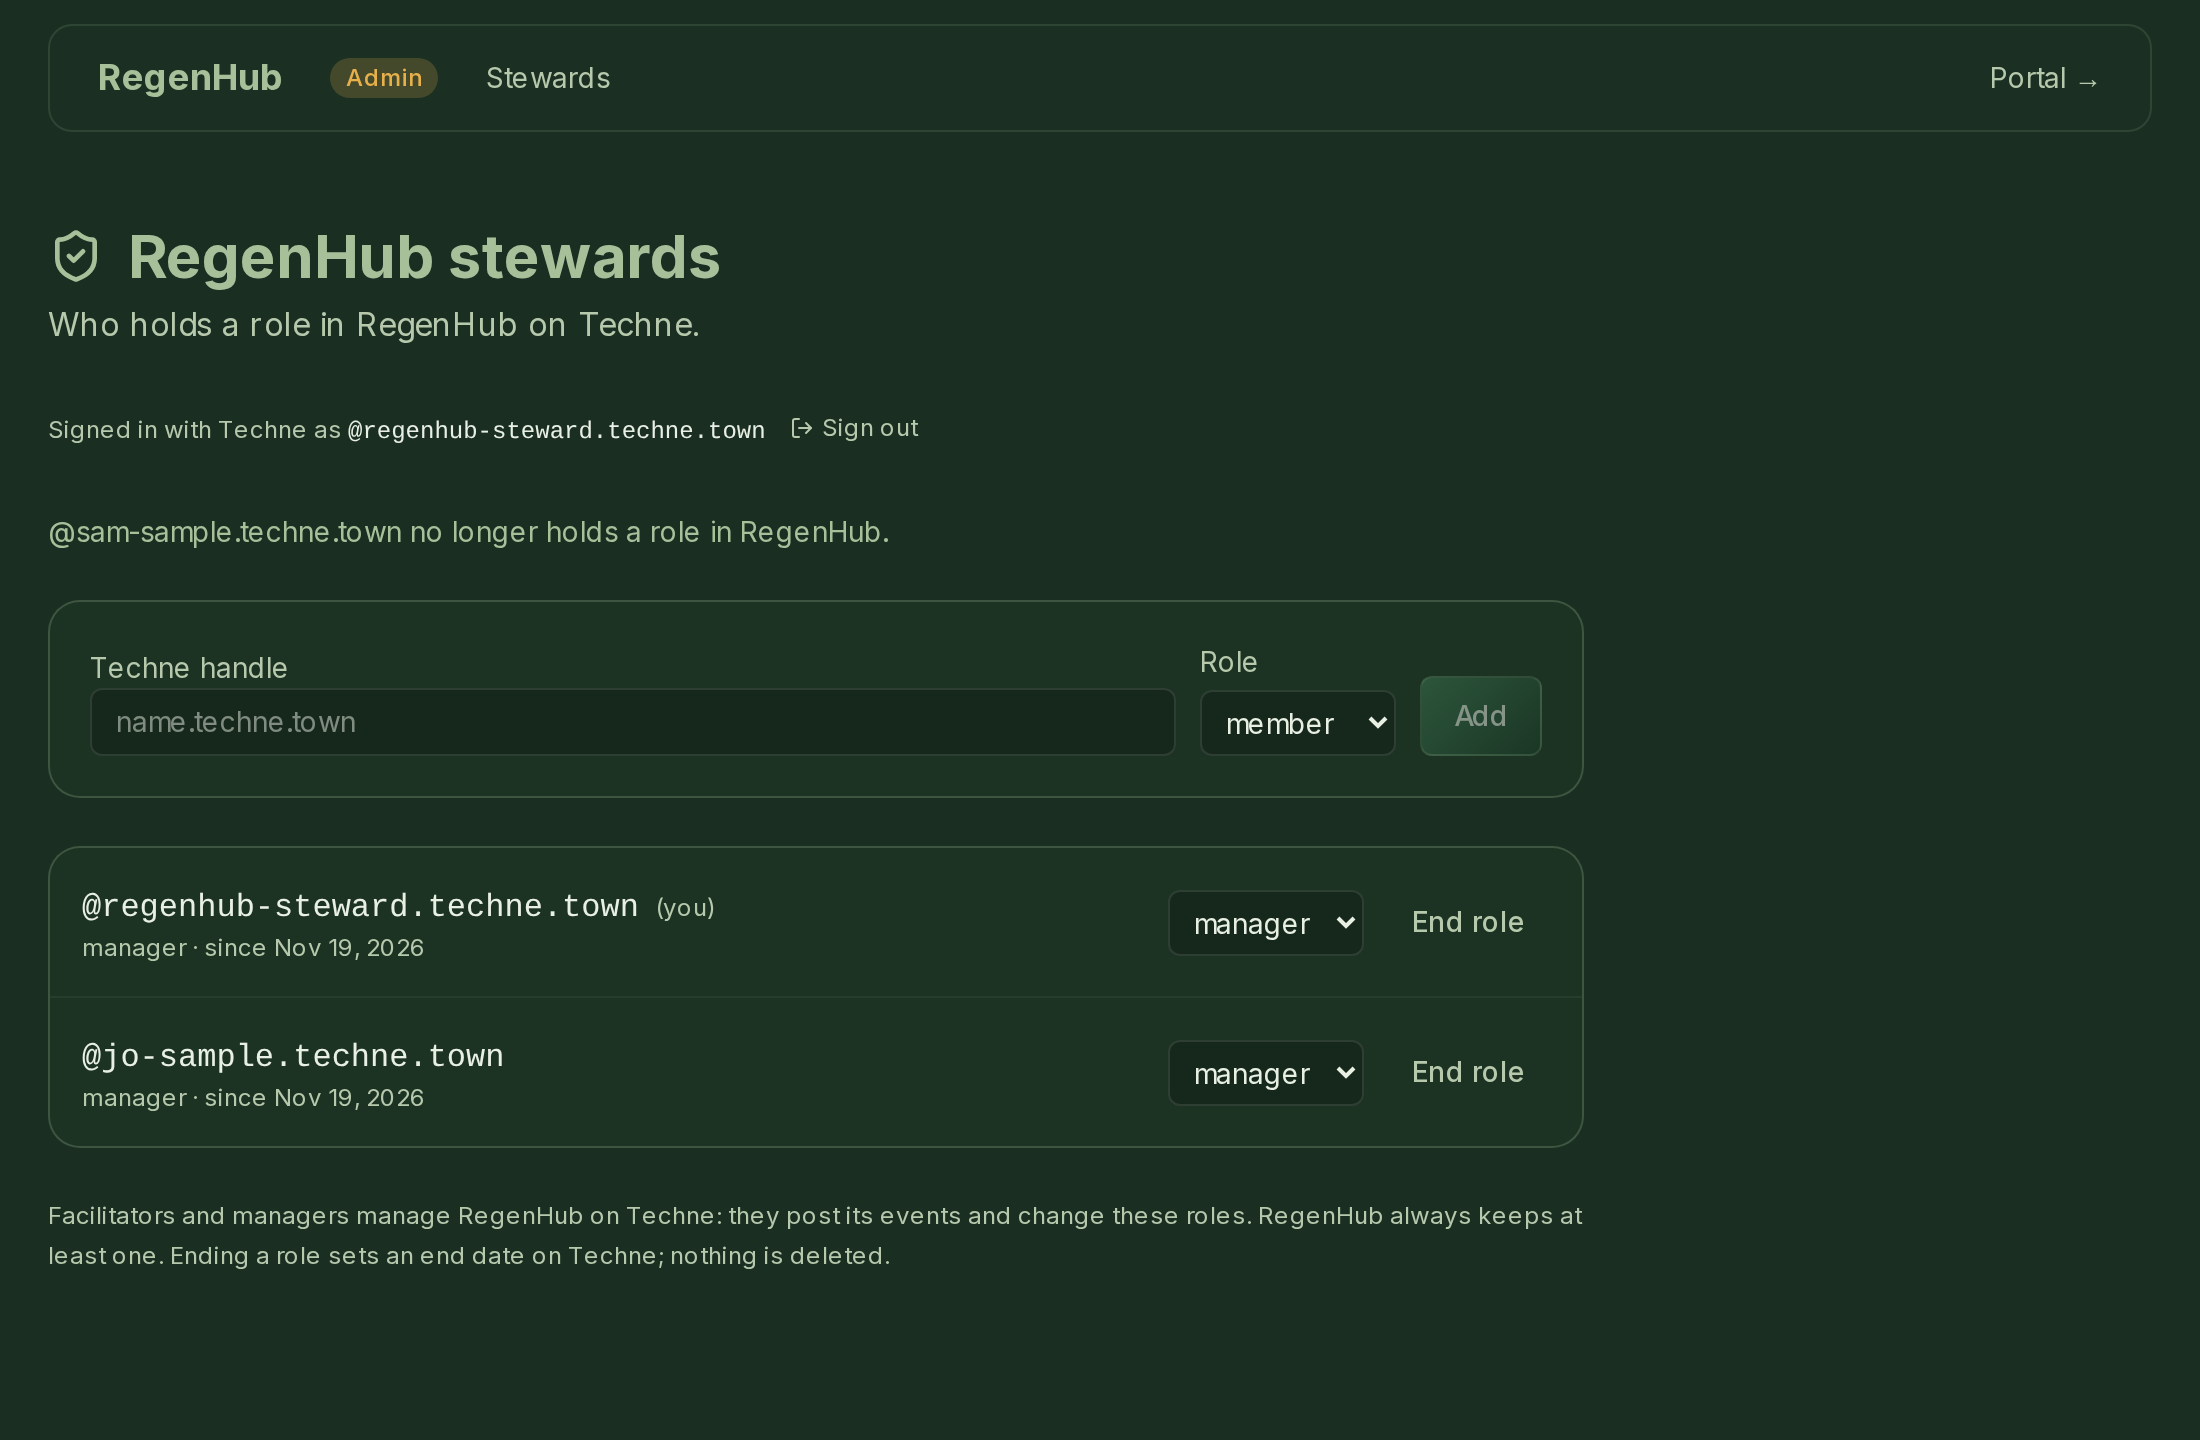 RegenHub Admin Stewards Portal →
RegenHub stewards
Who holds a role in RegenHub on Techne.
Signed in with Techne as @regenhub-steward.techne.town Sign out
@sam-sample.techne.town no longer holds a role in RegenHub.
Techne handle Role
name.techne.town member Add
@regenhub-steward.techne.town (you) manager End role
manager · since Nov 19, 2026
@jo-sample.techne.town manager End role
manager · since Nov 19, 2026
Facilitators and managers manage RegenHub on Techne: they post its events and change these roles. RegenHub always keeps at
least one. Ending a role sets an end date on Techne; nothing is deleted.